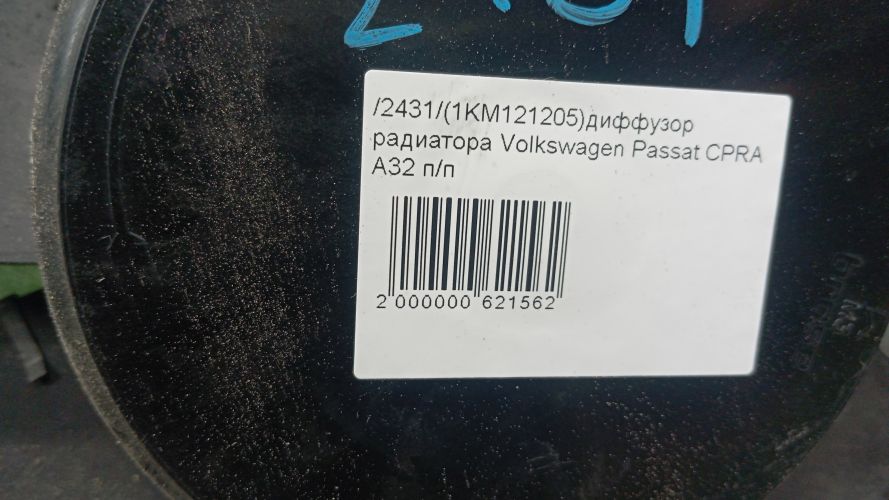 /2431/(1KM121205)диффузор
радиатора Volkswagen Passat CPRA
A32 п/п
2 000000 621562